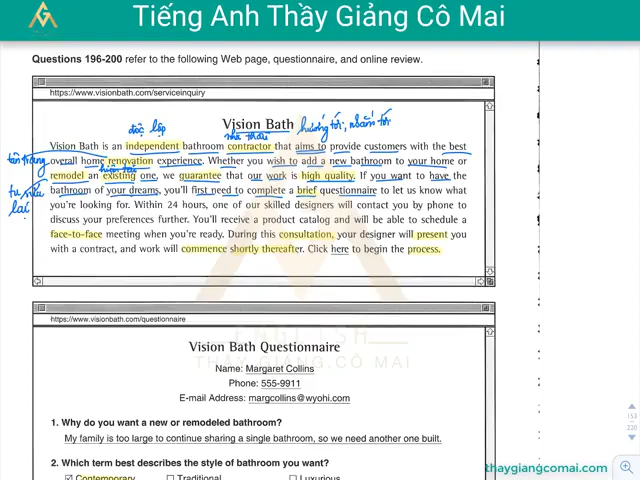 Tiếng Anh Thầy Giảng Cô Mai
Questions 196-200 refer to the following Web page, questionnaire, and online review.
https://www.visionbath.com/serviceinquiry
độc lập
Vision Bath
hướng tới, nhắm tới
nhà thầu
Vision Bath is an independent bathroom contractor that aims to provide customers with the best
tân trang
overall home renovation experience. Whether you wish to add a new bathroom to your home or
hiện tại
remodel an existing one, we guarantee that our work is high quality. If you want to have the
tu sửa lại
bathroom of your dreams, you'll first need to complete a brief questionnaire to let us know what
you're looking for. Within 24 hours, one of our skilled designers will contact you by phone to
discuss your preferences further. You'll receive a product catalog and will be able to schedule a
face-to-face meeting when you're ready. During this consultation, your designer will present you
with a contract, and work will commence shortly thereafter. Click here to begin the process.
https://www.visionbath.com/questionnaire
ENGLISH
Vision Bath Questionnaire
THẦY GIẢNG.CÔ MAI
Name: Margaret Collins
Phone: 555-9911
E-mail Address: margcollins@wyohi.com
1. Why do you want a new or remodeled bathroom?
My family is too large to continue sharing a single bathroom, so we need another one built.
2. Which term best describes the style of bathroom you want?
Contemporary Traditional Luxurious
153
220
thaygiangcomai.com